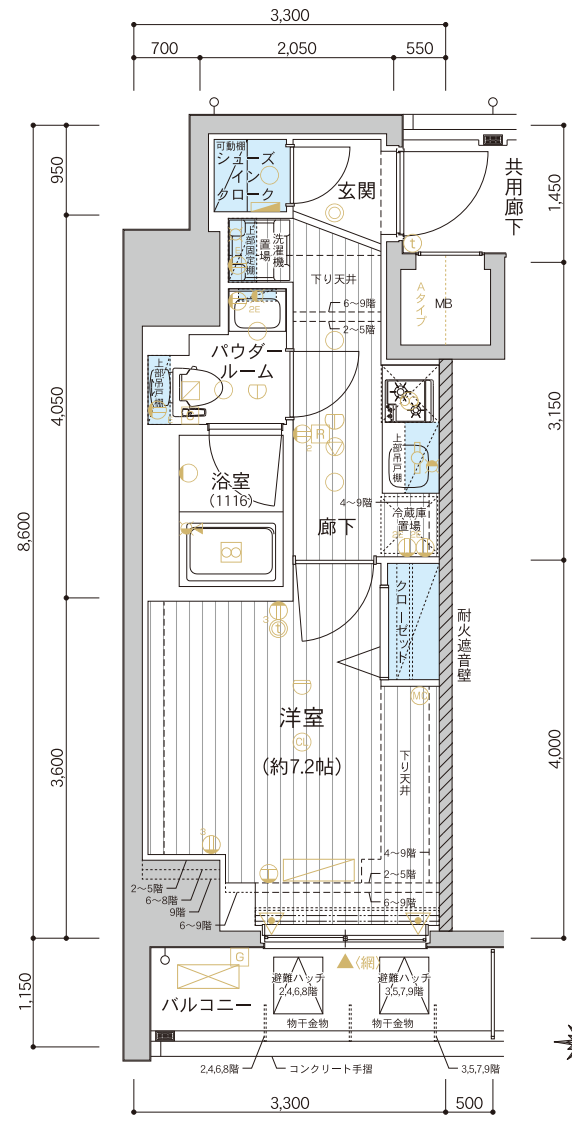 3,300
700
2,050
550
950
4,050
3,600
8,600
1,150
1,450
3,150
4,000
可動棚
シューズ
イン
クローク
玄関
共用廊下
t
上部固定棚
洗濯機
置場
下り天井
6〜9階
2〜5階
Aタイプ
MB
2E
パウダー
ルーム
上部吊戸棚
R
2
浴室
(1116)
上部吊戸棚
4〜9階
冷蔵庫
置場
廊下
クローゼット
耐火遮音壁
3
t
MC
洋室
CL
(約7.2帖)
下り天井
3
4〜9階
2〜5階
6〜9階
2〜5階
6〜8階
9階
6〜9階
G
〈網〉
避難ハッチ
2,4,6,8階
避難ハッチ
3,5,7,9階
バルコニー
物干金物
物干金物
2,4,6,8階
コンクリート手摺
3,5,7,9階
3,300
500